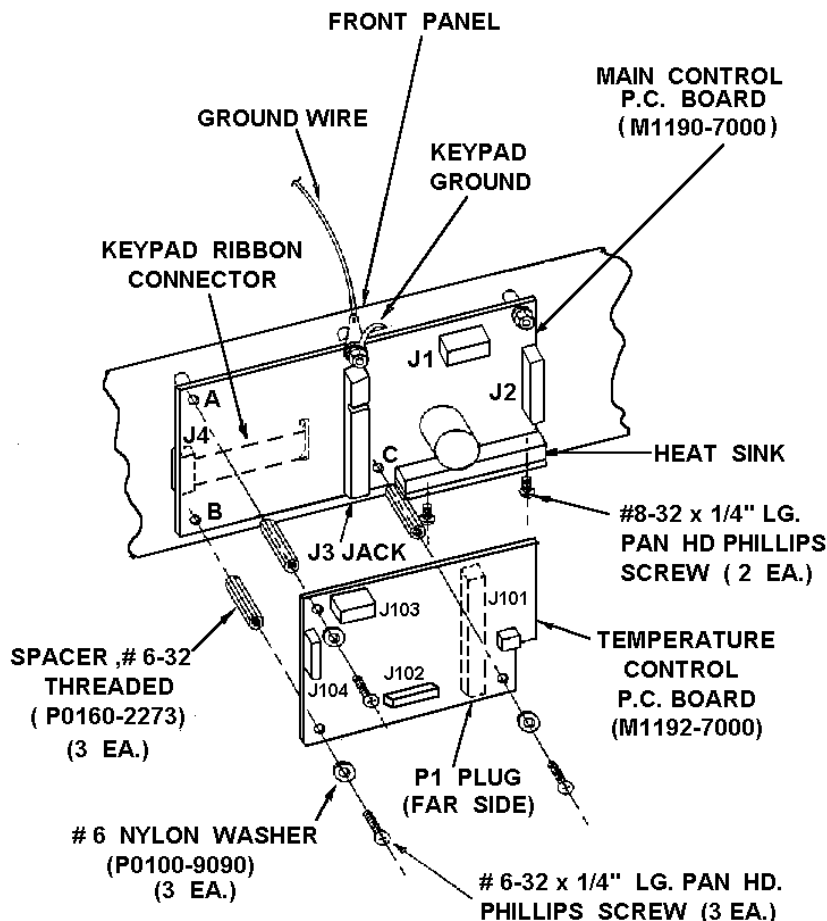 FRONT PANEL
MAIN CONTROL
P.C. BOARD
(M1190-7000)
GROUND WIRE
KEYPAD
GROUND
KEYPAD RIBBON
CONNECTOR
J1
J2
A
J4
C
B
HEAT SINK
J3 JACK
#8-32 x 1/4" LG.
PAN HD PHILLIPS
SCREW (2 EA.)
J101
J103
J104
J102
SPACER ,# 6-32
THREADED
(P0160-2273)
(3 EA.)
TEMPERATURE
CONTROL
P.C. BOARD
(M1192-7000)
P1 PLUG
(FAR SIDE)
# 6 NYLON WASHER
(P0100-9090)
(3 EA.)
# 6-32 x 1/4" LG. PAN HD.
PHILLIPS SCREW (3 EA.)